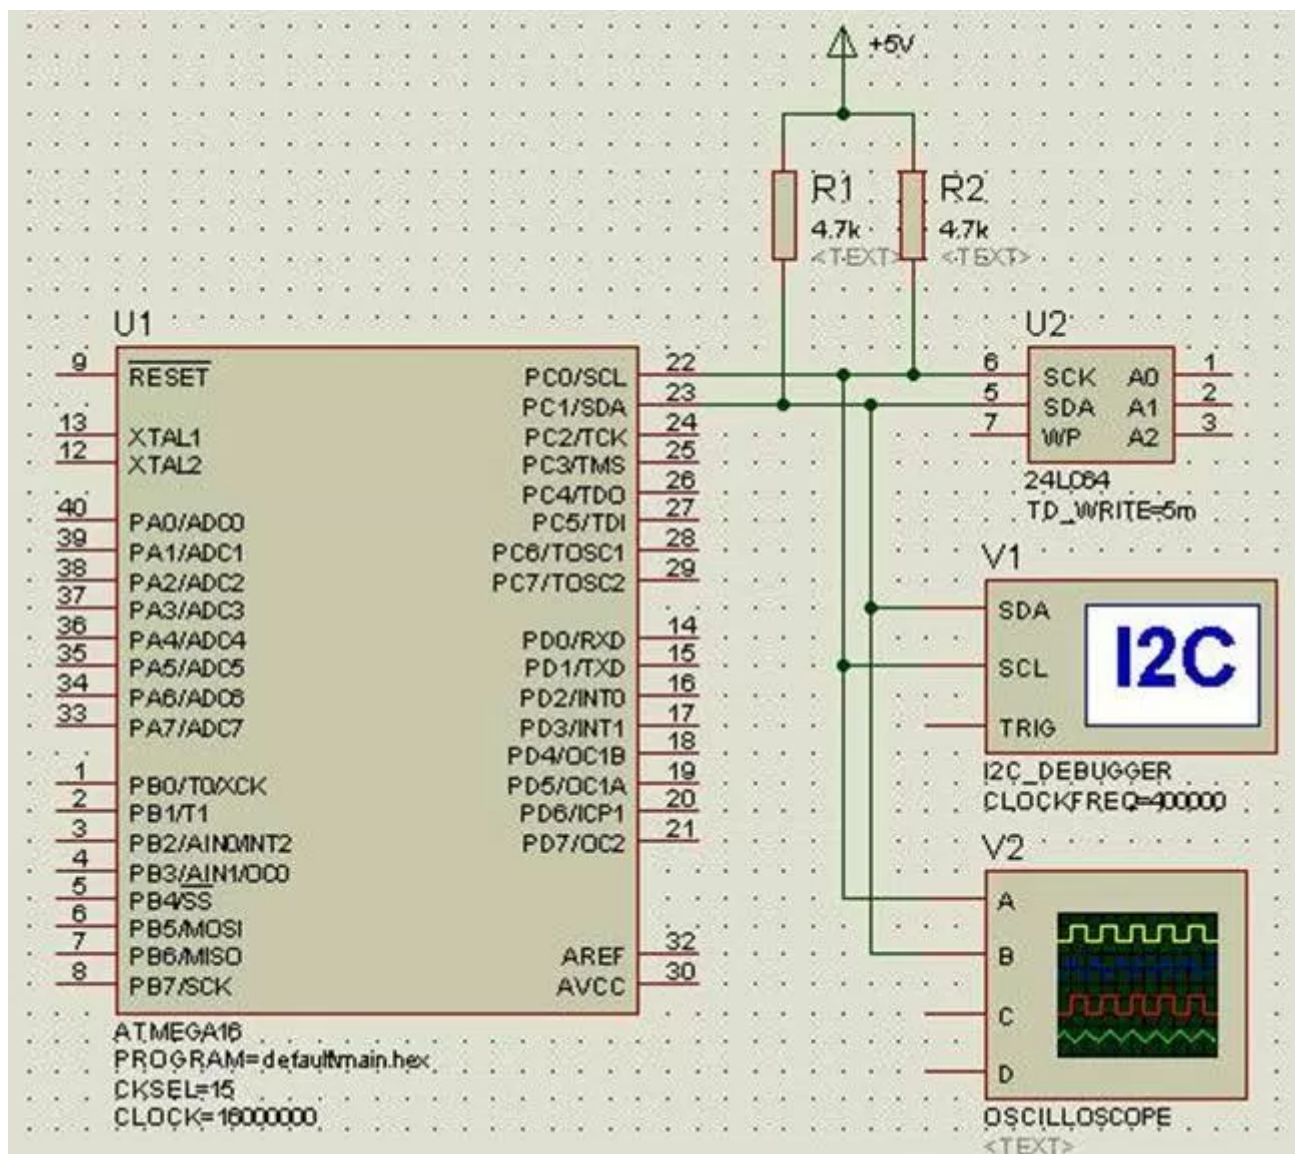 +5V
R1
4.7k
<TEXT>
R2
4.7k
<TEXT>
U1
9 RESET
13 XTAL1
12 XTAL2
40 PA0/ADC0
39 PA1/ADC1
38 PA2/ADC2
37 PA3/ADC3
36 PA4/ADC4
35 PA5/ADC5
34 PA6/ADC6
33 PA7/ADC7
1 PB0/T0/XCK
2 PB1/T1
3 PB2/AIN0/INT2
4 PB3/AIN1/OC0
5 PB4/SS
6 PB5/MOSI
7 PB6/MISO
8 PB7/SCK
PC0/SCL 22
PC1/SDA 23
PC2/TCK 24
PC3/TMS 25
PC4/TDO 26
PC5/TDI 27
PC6/TOSC1 28
PC7/TOSC2 29
PD0/RXD 14
PD1/TXD 15
PD2/INT0 16
PD3/INT1 17
PD4/OC1B 18
PD5/OC1A 19
PD6/ICP1 20
PD7/OC2 21
AREF 32
AVCC 30
ATMEGA16
PROGRAM=default\main.hex
CKSEL=15
CLOCK=16000000
U2
6 SCK A0 1
5 SDA A1 2
7 WP A2 3
24LC64
TD_WRITE=5m
V1
SDA
SCL
TRIG
I2C
I2C_DEBUGGER
CLOCKFREQ=400000
V2
A
B
C
D
OSCILLOSCOPE
<TEXT>